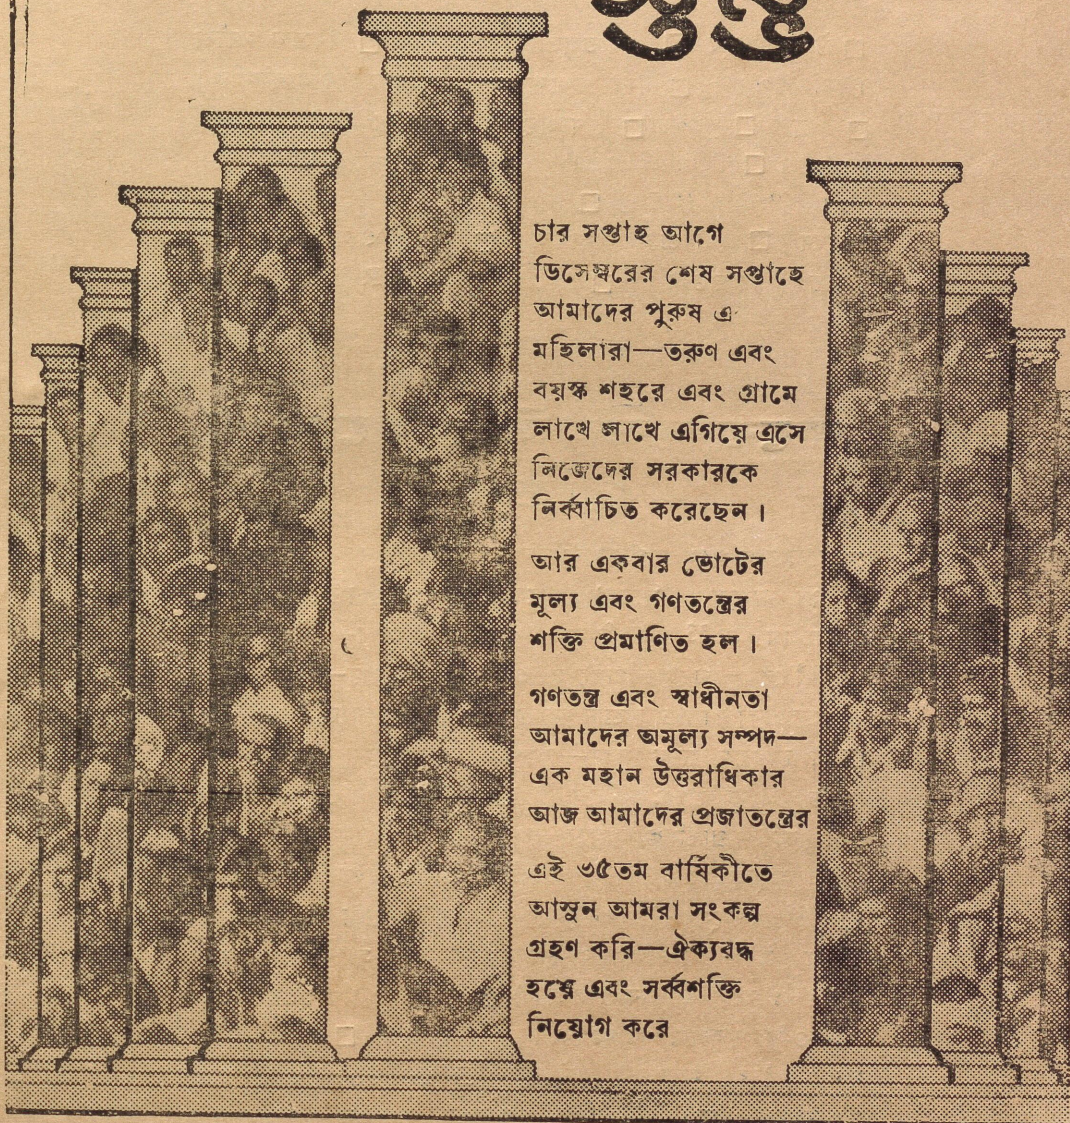 চার সপ্তাহ আগে
ডিসেম্বরের শেষ সপ্তাহে
আমাদের পুরুষ এ
মহিলারা—তরুণ এবং
বয়স্ক শহরে এবং গ্রামে
লাখে লাখে এগিয়ে এসে
নিজেদের সরকারকে
নির্ব্বাচিত করেছেন।
আর একবার ভোটের
মূল্য এবং গণতন্ত্রের
শক্তি প্রমাণিত হল।
গণতন্ত্র এবং স্বাধীনতা
আমাদের অমূল্য সম্পদ—
এক মহান উত্তরাধিকার
আজ আমাদের প্রজাতন্ত্রের
এই ৩৫তম বার্ষিকীতে
আসুন আমরা সংকল্প
গ্রহণ করি—ঐক্যবদ্ধ
হয়ে এবং সর্ব্বশক্তি
নিয়োগ করে